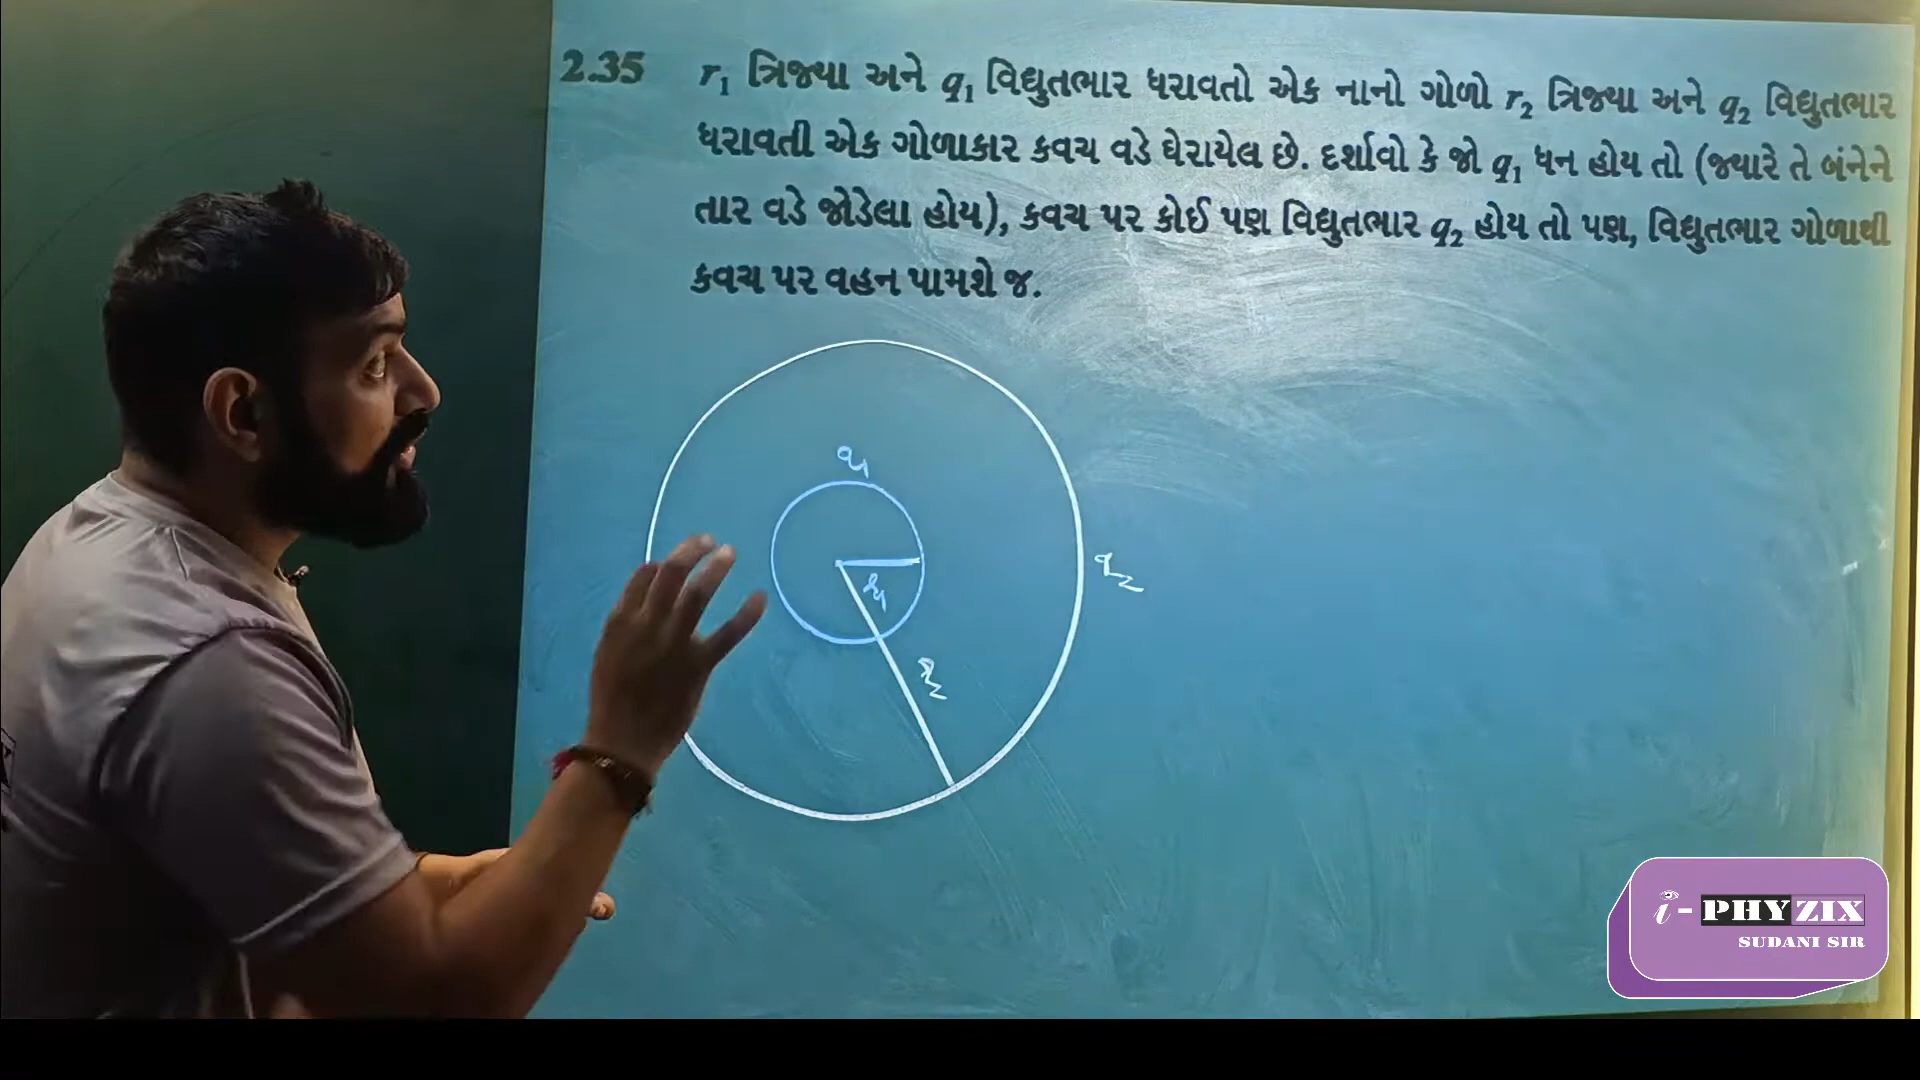 2.35 r₁ ત્રિજ્યા અને q₁ વિદ્યુતભાર ધરાવતો એક નાનો ગોળો r₂ ત્રિજ્યા અને q₂ વિદ્યુતભાર
ધરાવતી એક ગોળાકાર કવચ વડે ઘેરાયેલ છે. દર્શાવો કે જો q₁ ધન હોય તો (જ્યારે તે બંનેને
તાર વડે જોડેલા હોય), કવચ પર કોઈ પણ વિદ્યુતભાર q₂ હોય તો પણ, વિદ્યુતભાર ગોળાથી
કવચ પર વહન પામશે જ.
q₁
q₂
r₁
r₂
i-PHYZIX
SUDANI SIR